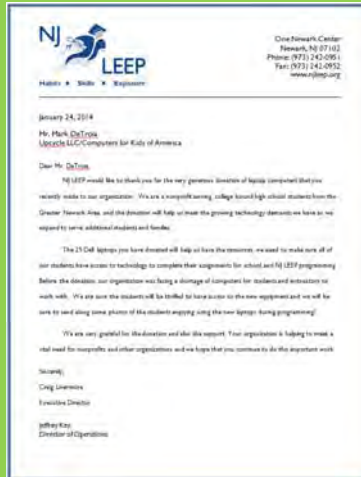 NJ
LEEP
Habits ★ Skills ★ Exposure
One Newark Center
Newark, NJ 07102
Phone: (973) 242-0951
Fax: (973) 242-0952
www.njleep.org
January 24, 2014
Mr. Mark DeTroia
Upcycle LLC/Computers for Kids of America
Dear Mr. DeTroia,
NJ LEEP would like to thank you for the very generous donation of laptop computers that you
recently made to our organization. We are a nonprofit serving, college bound high school students from the
Greater Newark Area, and the donation will help us meet the growing technology demands we have as we
expand to serve additional students and families.
The 25 Dell laptops you have donated will help us have the resources, we need to make sure all of
our students have access to technology to complete their assignments for school and NJ LEEP programming.
Before the donation, our organization was facing a shortage of computers for students and instructors to
work with. We are sure the students will be thrilled to have access to the new equipment and we will be
sure to send along some photos of the students enjoying using the new laptops during programming!
We are very grateful for the donation and also the support. Your organization is helping to meet a
vital need for nonprofits and other organizations and we hope that you continue to do this important work
Sincerely,
Craig Livermore
Executive Director
Jeffrey Kay
Director of Operations